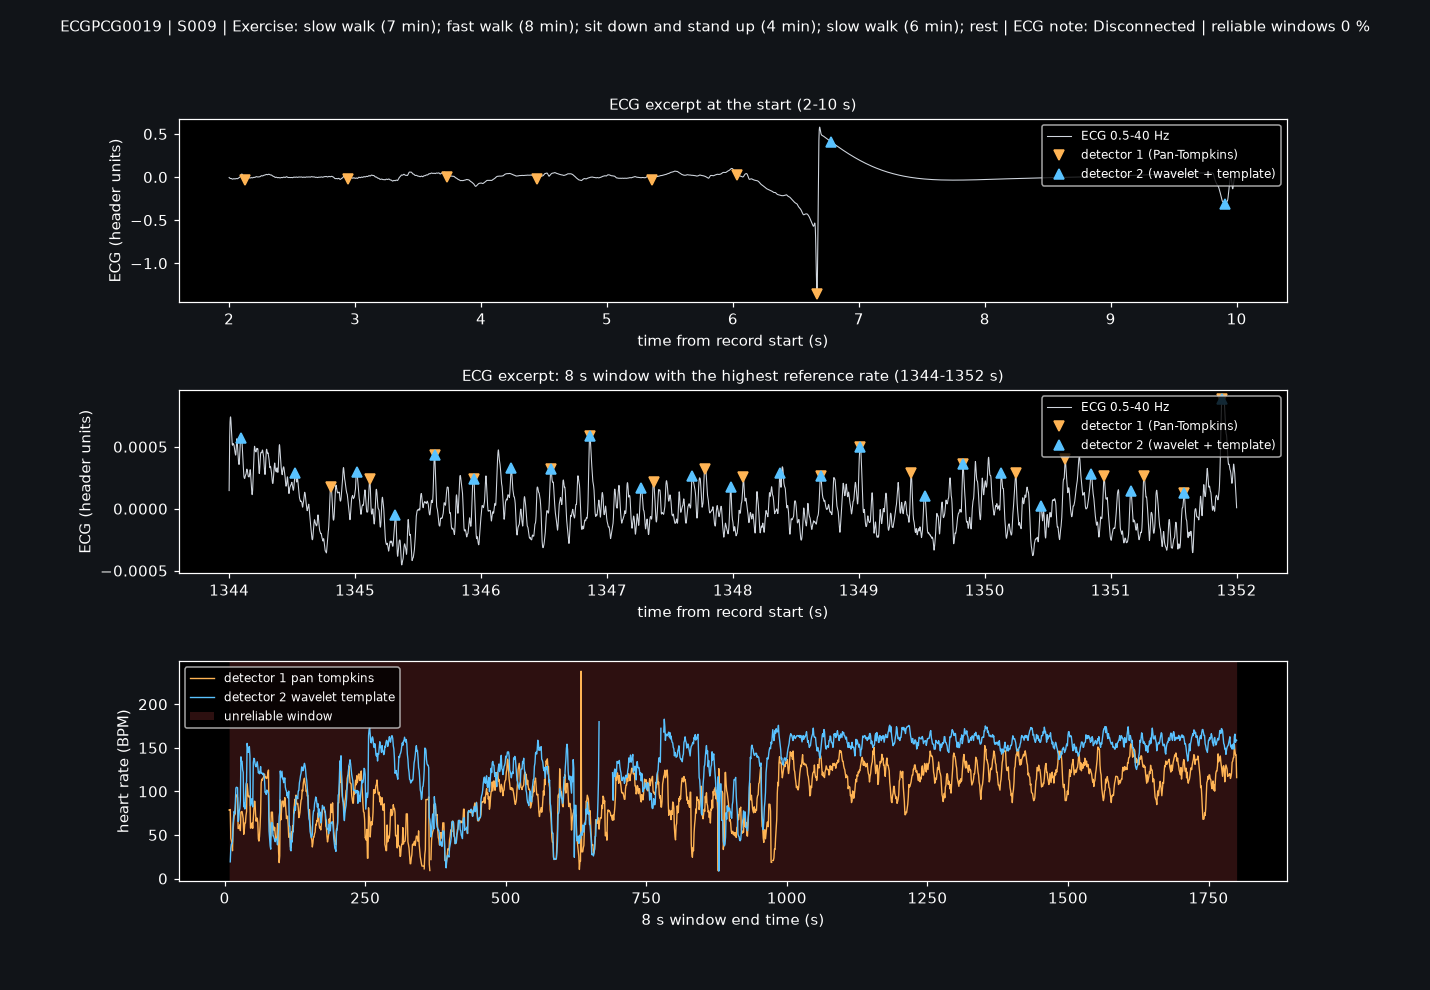 ECGPCG0019 | S009 | Exercise: slow walk (7 min); fast walk (8 min); sit down and stand up (4 min); slow walk (6 min); rest | ECG note: Disconnected | reliable windows 0 %
ECG excerpt at the start (2-10 s)
ECG (header units)
0.5
0.0
−0.5
−1.0
ECG 0.5-40 Hz
detector 1 (Pan-Tompkins)
detector 2 (wavelet + template)
2 3 4 5 6 7 8 9 10
time from record start (s)
ECG excerpt: 8 s window with the highest reference rate (1344-1352 s)
ECG (header units)
0.0005
0.0000
−0.0005
ECG 0.5-40 Hz
detector 1 (Pan-Tompkins)
detector 2 (wavelet + template)
1344 1345 1346 1347 1348 1349 1350 1351 1352
time from record start (s)
heart rate (BPM)
200
150
100
50
0
detector 1 pan tompkins
detector 2 wavelet template
unreliable window
0 250 500 750 1000 1250 1500 1750
8 s window end time (s)